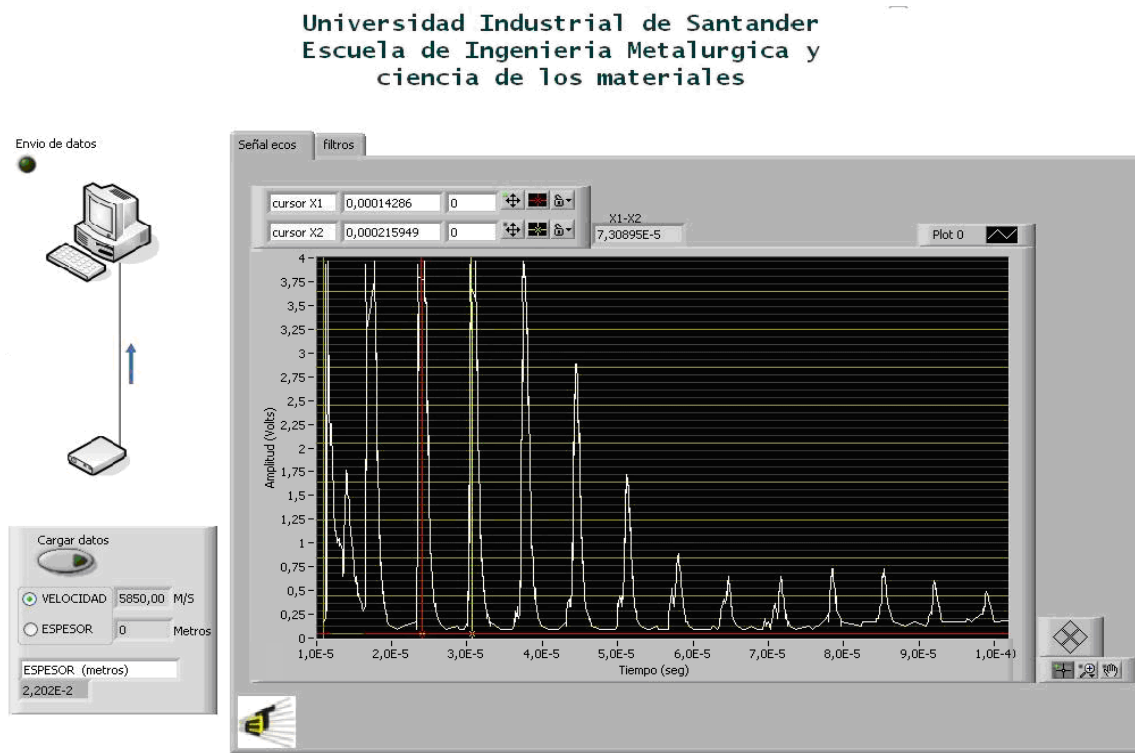 Universidad Industrial de Santander
Escuela de Ingenieria Metalurgica y
ciencia de los materiales
Envio de datos
Señal ecos
filtros
cursor X1 0,00014286 0
cursor X2 0,000215949 0
X1-X2
7,30895E-5
Plot 0
4
3,75
3,5
3,25
3
2,75
2,5
2,25
2
1,75
1,5
1,25
1
0,75
0,5
0,25
0
Amplitud (Volts)
1,0E-5 2,0E-5 3,0E-5 4,0E-5 5,0E-5 6,0E-5 7,0E-5 8,0E-5 9,0E-5 1,0E-4
Tiempo (seg)
Cargar datos
VELOCIDAD 5850,00 M/S
ESPESOR 0 Metros
ESPESOR (metros)
2,202E-2